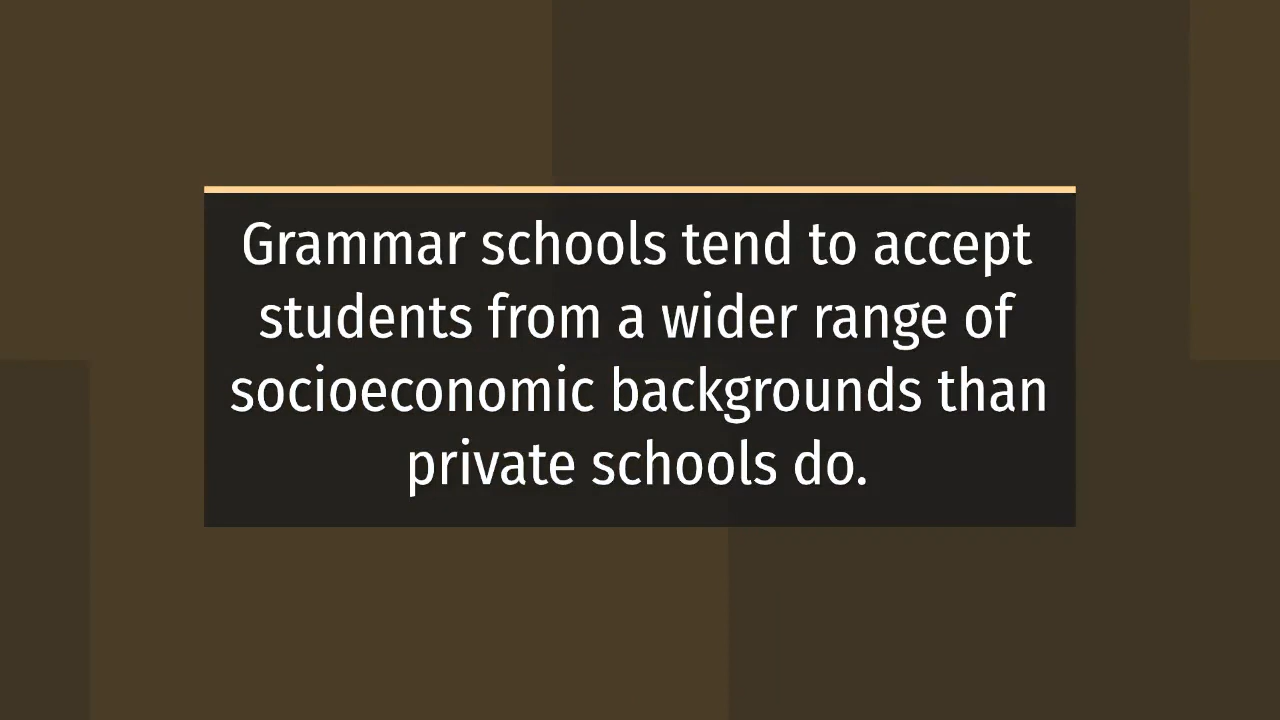 Grammar schools tend to accept
students from a wider range of
socioeconomic backgrounds than
private schools do.